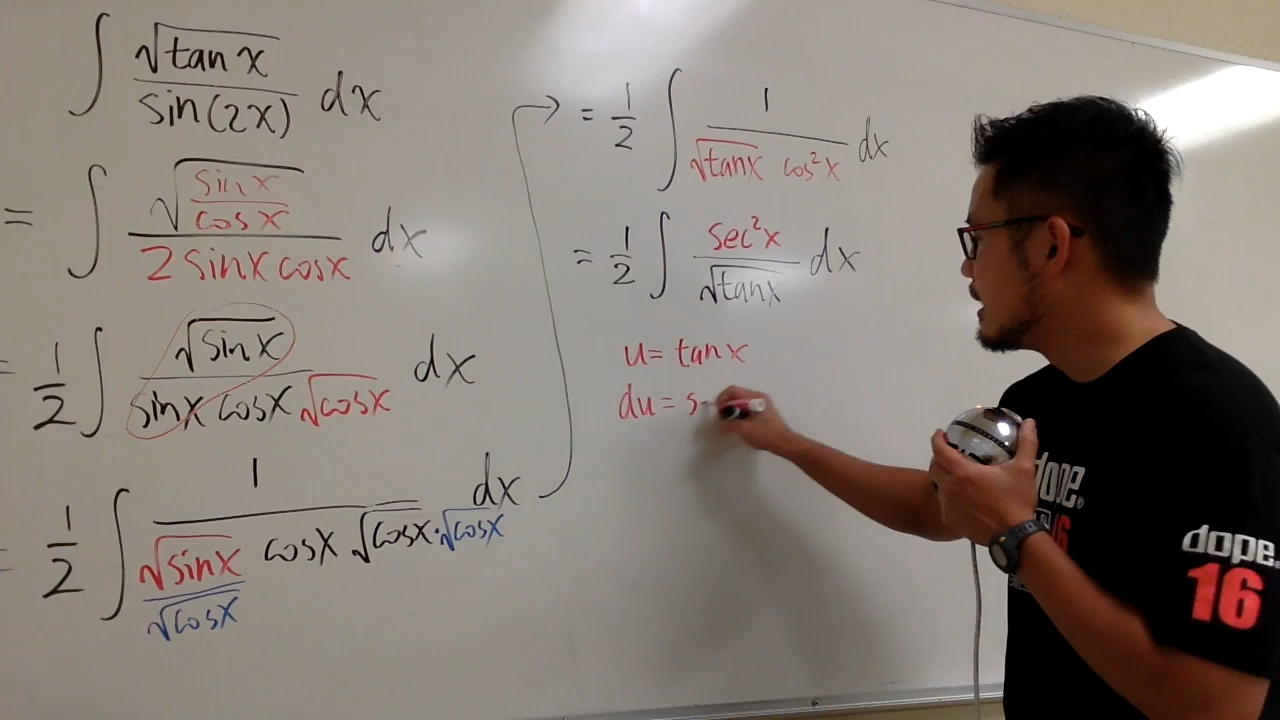 ∫ √(tan x) / sin(2x) dx
= ∫ √(sin x / cos x) / (2 sin x cos x) dx
= 1/2 ∫ √(sin x) / (sin x cos x √(cos x)) dx
= 1/2 ∫ 1 / ((√(sin x) / √(cos x)) cos x √(cos x) · √(cos x)) dx
= 1/2 ∫ 1 / (√(tan x) cos² x) dx
= 1/2 ∫ sec² x / √(tan x) dx
u = tan x
du = s
dope.
16
dope.
16